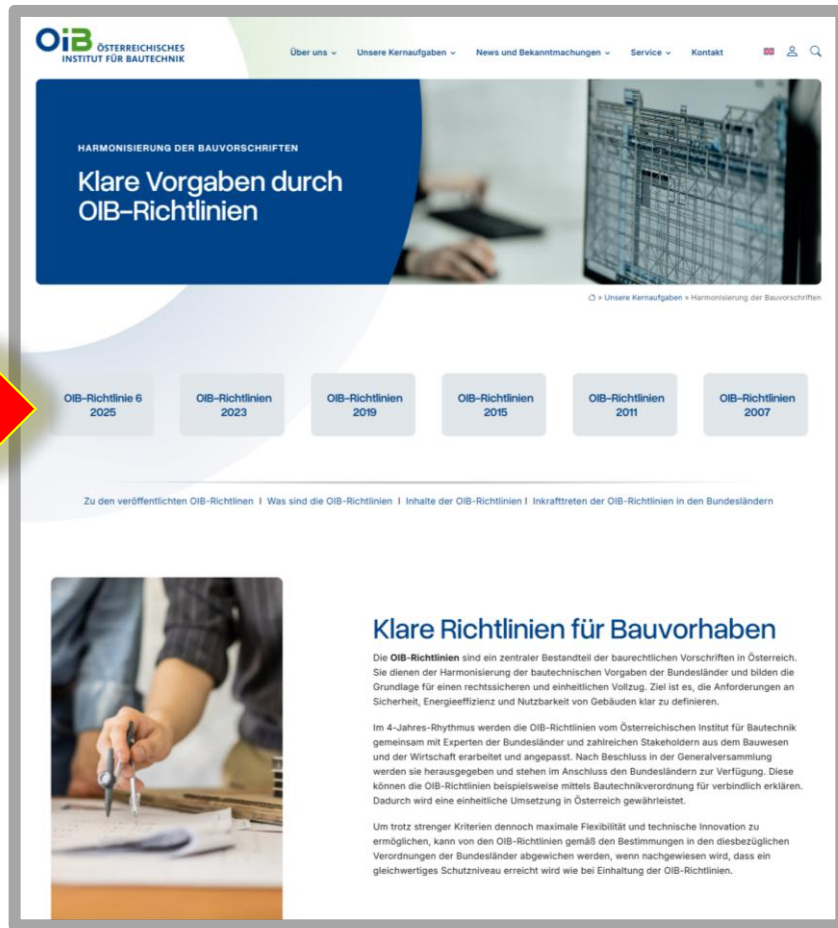 OiB ÖSTERREICHISCHES
INSTITUT FÜR BAUTECHNIK
Über uns
Unsere Kernaufgaben
News und Bekanntmachungen
Service
Kontakt
HARMONISIERUNG DER BAUVORSCHRIFTEN
Klare Vorgaben durch
OIB-Richtlinien
» Unsere Kernaufgaben » Harmonisierung der Bauvorschriften
OIB-Richtlinie 6
2025
OIB-Richtlinien
2023
OIB-Richtlinien
2019
OIB-Richtlinien
2015
OIB-Richtlinien
2011
OIB-Richtlinien
2007
Zu den veröffentlichten OIB-Richtlinen I Was sind die OIB-Richtlinien I Inhalte der OIB-Richtlinien I Inkrafttreten der OIB-Richtlinien in den Bundesländern
Klare Richtlinien für Bauvorhaben
Die OIB-Richtlinien sind ein zentraler Bestandteil der baurechtlichen Vorschriften in Österreich.
Sie dienen der Harmonisierung der bautechnischen Vorgaben der Bundesländer und bilden die
Grundlage für einen rechtssicheren und einheitlichen Vollzug. Ziel ist es, die Anforderungen an
Sicherheit, Energieeffizienz und Nutzbarkeit von Gebäuden klar zu definieren.
Im 4-Jahres-Rhythmus werden die OIB-Richtlinien vom Österreichischen Institut für Bautechnik
gemeinsam mit Experten der Bundesländer und zahlreichen Stakeholdern aus dem Bauwesen
und der Wirtschaft erarbeitet und angepasst. Nach Beschluss in der Generalversammlung
werden sie herausgegeben und stehen im Anschluss den Bundesländern zur Verfügung. Diese
können die OIB-Richtlinien beispielsweise mittels Bautechnikverordnung für verbindlich erklären.
Dadurch wird eine einheitliche Umsetzung in Österreich gewährleistet.
Um trotz strenger Kriterien dennoch maximale Flexibilität und technische Innovation zu
ermöglichen, kann von den OIB-Richtlinien gemäß den Bestimmungen in den diesbezüglichen
Verordnungen der Bundesländer abgewichen werden, wenn nachgewiesen wird, dass ein
gleichwertiges Schutzniveau erreicht wird wie bei Einhaltung der OIB-Richtlinien.